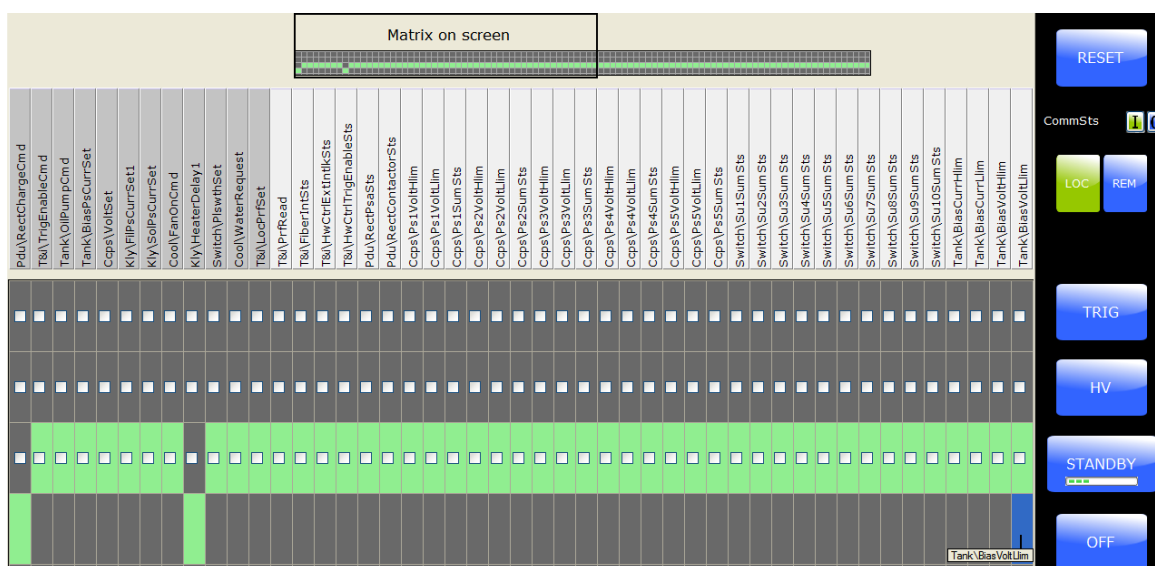 Matrix on screen
RESET
CommSts
I
LOC
REM
Pdu\RectChargeCmd
T&I\TrigEnableCmd
Tank\OilPumpCmd
Tank\BiasPsCurrSet
Ccps\VoltSet
Kly\FilPsCurrSet1
Kly\SolPsCurrSet
Cool\FanOnCmd
Kly\HeaterDelay1
Switch\PlswthSet
Cool\WaterRequest
T&I\LocPrfSet
T&I\PrfRead
T&I\FiberIntSts
T&I\HwCtrlExtIntlkSts
T&I\HwCtrlTrigEnableSts
Pdu\RectPsaSts
Pdu\RectContactorSts
Ccps\Ps1VoltHlim
Ccps\Ps1VoltLlim
Ccps\Ps1SumSts
Ccps\Ps2VoltHlim
Ccps\Ps2VoltLlim
Ccps\Ps2SumSts
Ccps\Ps3VoltHlim
Ccps\Ps3VoltLlim
Ccps\Ps3SumSts
Ccps\Ps4VoltHlim
Ccps\Ps4VoltLlim
Ccps\Ps4SumSts
Ccps\Ps5VoltHlim
Ccps\Ps5VoltLlim
Ccps\Ps5SumSts
Switch\Su1SumSts
Switch\Su2SumSts
Switch\Su3SumSts
Switch\Su4SumSts
Switch\Su5SumSts
Switch\Su6SumSts
Switch\Su7SumSts
Switch\Su8SumSts
Switch\Su9SumSts
Switch\Su10SumSts
Tank\BiasCurrHlim
Tank\BiasCurrLlim
Tank\BiasVoltHlim
Tank\BiasVoltLlim
TRIG
HV
STANDBY
OFF
Tank\BiasVoltLlim